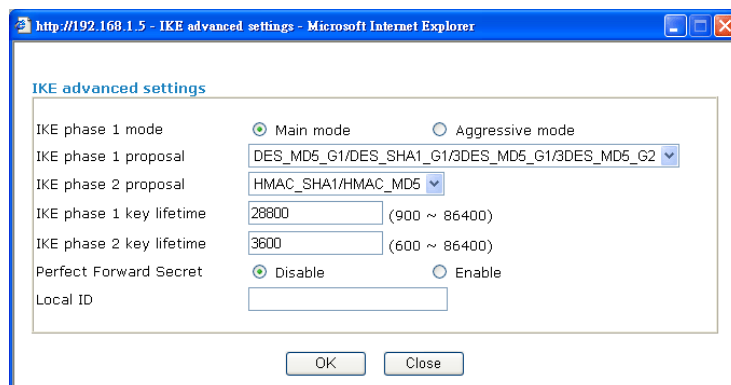 http://192.168.1.5 - IKE advanced settings - Microsoft Internet Explorer
IKE advanced settings
IKE phase 1 mode Main mode Aggressive mode
IKE phase 1 proposal DES_MD5_G1/DES_SHA1_G1/3DES_MD5_G1/3DES_MD5_G2
IKE phase 2 proposal HMAC_SHA1/HMAC_MD5
IKE phase 1 key lifetime 28800 (900 ~ 86400)
IKE phase 2 key lifetime 3600 (600 ~ 86400)
Perfect Forward Secret Disable Enable
Local ID
OK Close